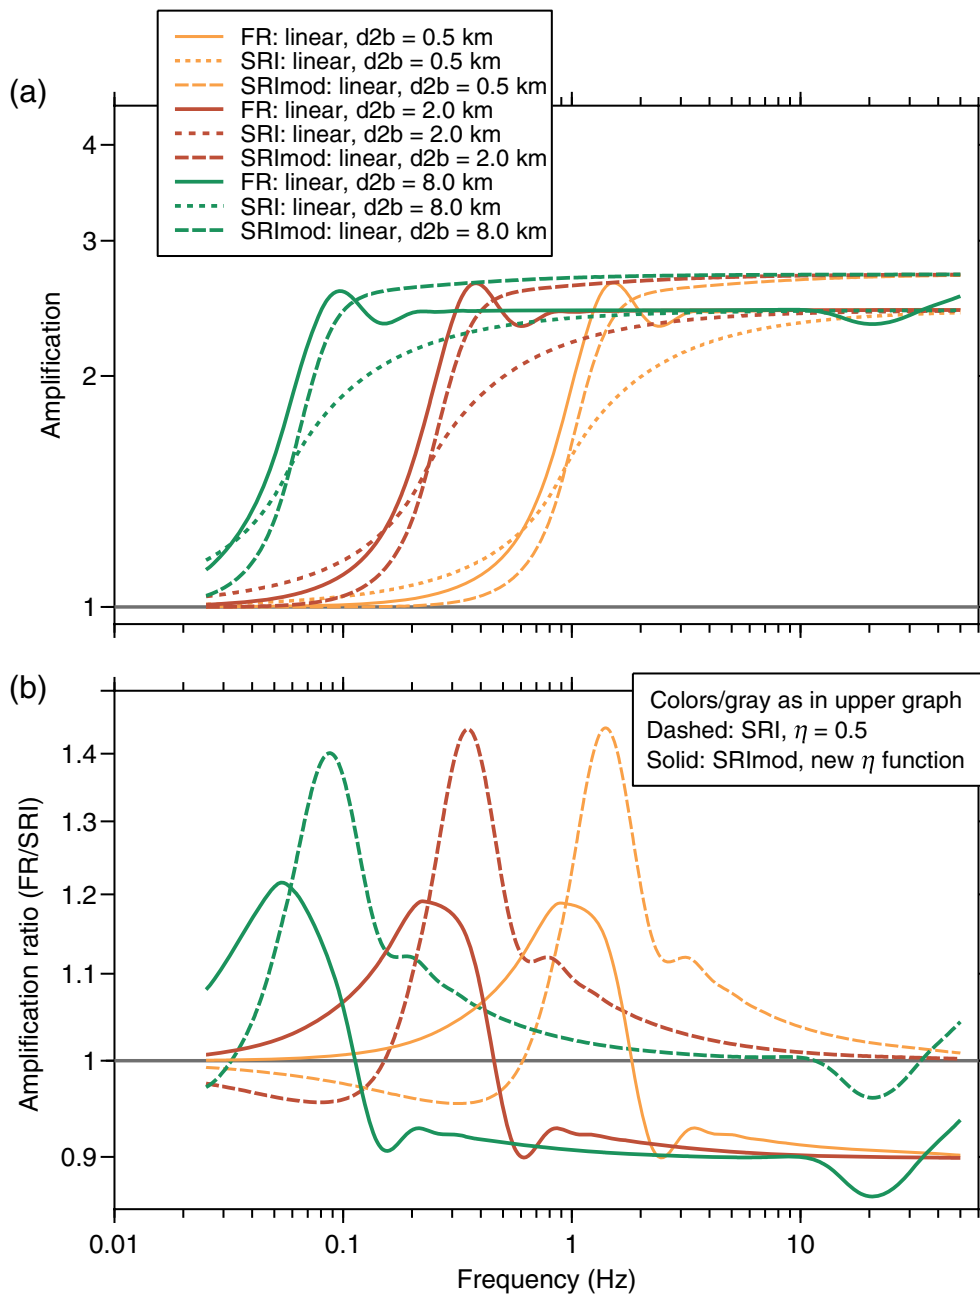 FR: linear, d2b = 0.5 km
SRI: linear, d2b = 0.5 km
SRImod: linear, d2b = 0.5 km
FR: linear, d2b = 2.0 km
SRI: linear, d2b = 2.0 km
SRImod: linear, d2b = 2.0 km
FR: linear, d2b = 8.0 km
SRI: linear, d2b = 8.0 km
SRImod: linear, d2b = 8.0 km
(a)
4
3
2
1
Amplification
(b)
Colors/gray as in upper graph
Dashed: SRI, η = 0.5
Solid: SRImod, new η function
1.4
1.3
1.2
1.1
1
0.9
Amplification ratio (FR/SRI)
0.01 0.1 1 10
Frequency (Hz)